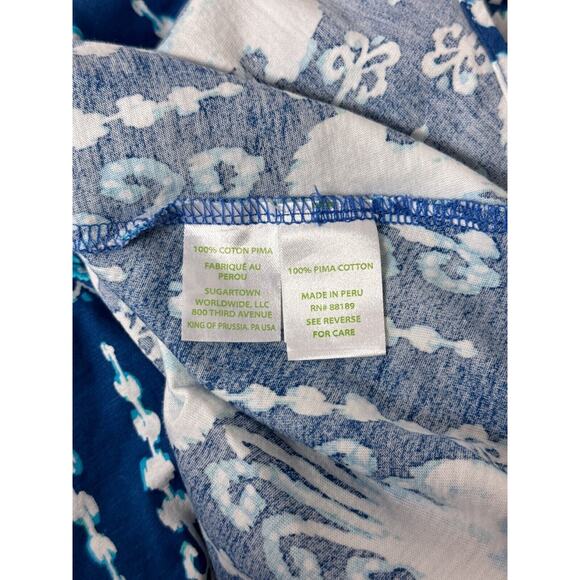 100% COTON PIMA
FABRIQUÉ AU
PEROU
SUGARTOWN
WORLDWIDE, LLC
800 THIRD AVENUE
KING OF PRUSSIA. PA USA
100% PIMA COTTON
MADE IN PERU
RN# 88189
SEE REVERSE
FOR CARE